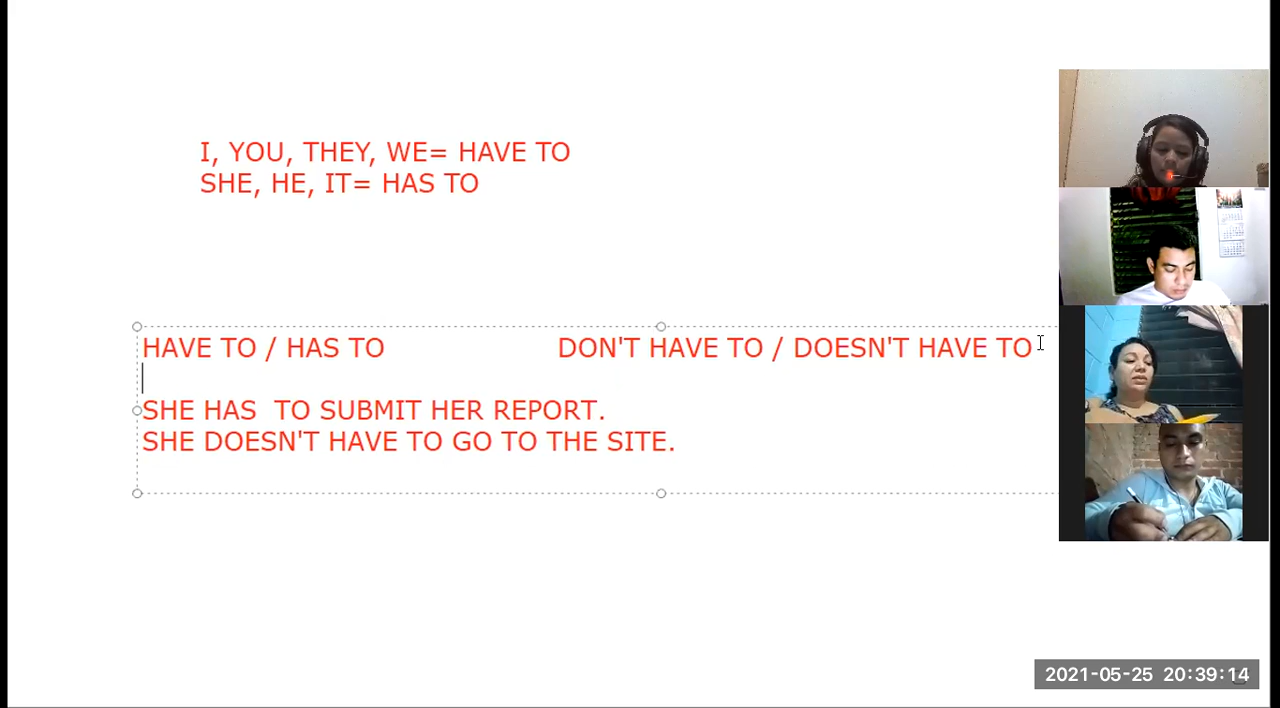 I, YOU, THEY, WE= HAVE TO
SHE, HE, IT= HAS TO
HAVE TO / HAS TO DON'T HAVE TO / DOESN'T HAVE TO
SHE HAS  TO SUBMIT HER REPORT.
SHE DOESN'T HAVE TO GO TO THE SITE.
2021-05-25 20:39:14